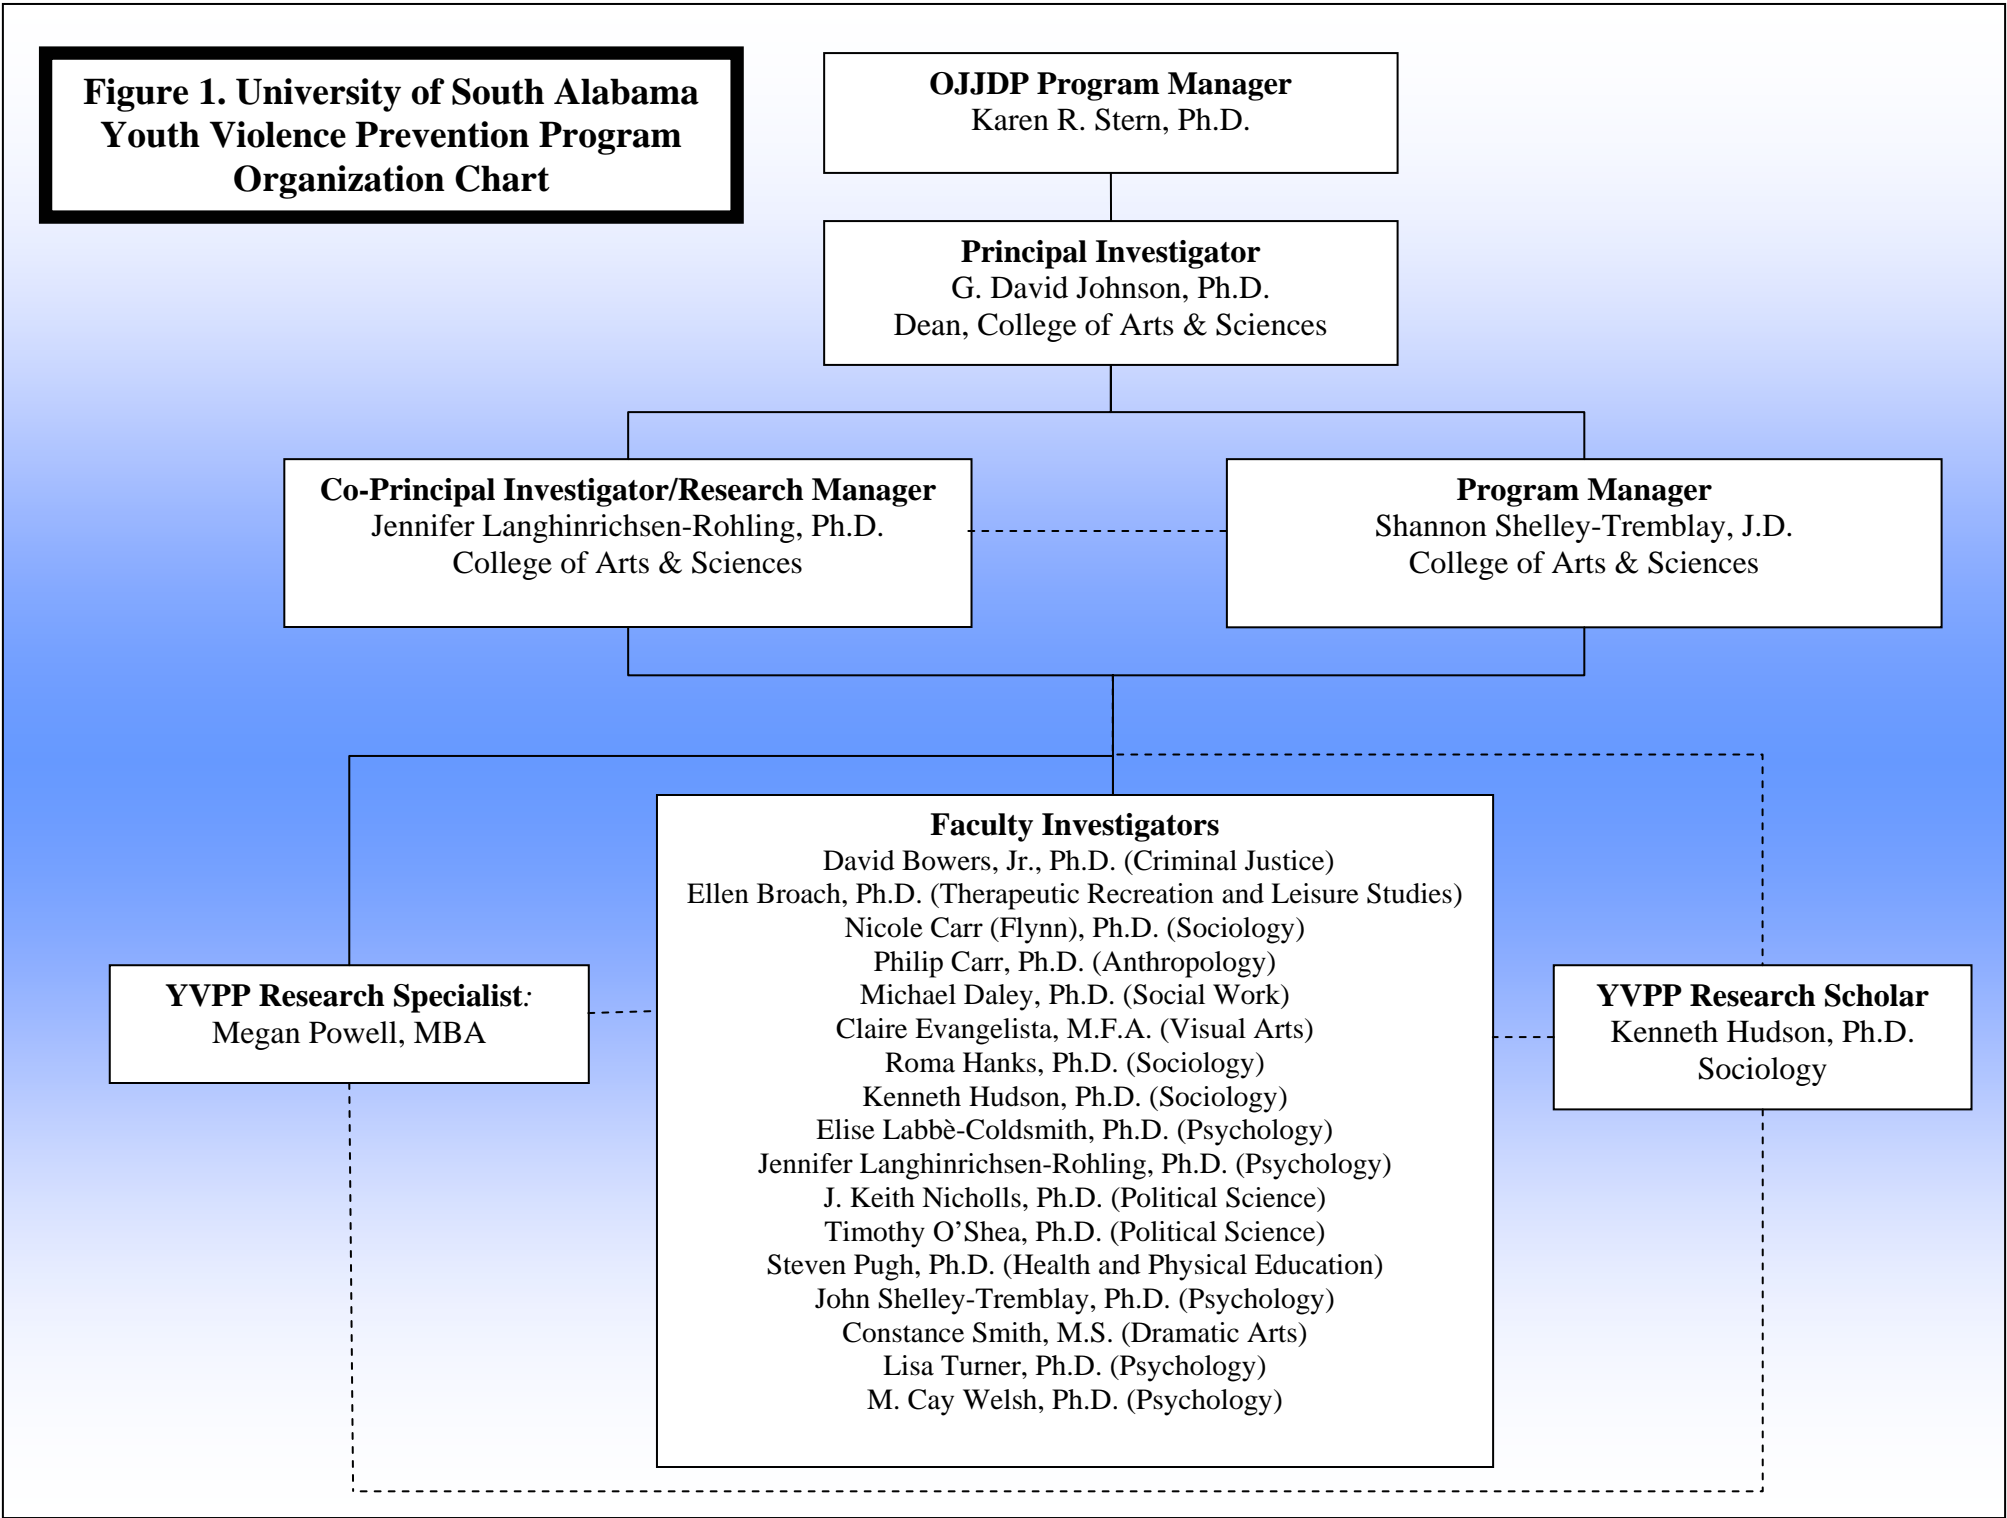 Figure 1. University of South Alabama
Youth Violence Prevention Program
Organization Chart
OJJDP Program Manager
Karen R. Stern, Ph.D.
Principal Investigator
G. David Johnson, Ph.D.
Dean, College of Arts & Sciences
Co-Principal Investigator/Research Manager
Jennifer Langhinrichsen-Rohling, Ph.D.
College of Arts & Sciences
Program Manager
Shannon Shelley-Tremblay, J.D.
College of Arts & Sciences
YVPP Research Specialist:
Megan Powell, MBA
Faculty Investigators
David Bowers, Jr., Ph.D. (Criminal Justice)
Ellen Broach, Ph.D. (Therapeutic Recreation and Leisure Studies)
Nicole Carr (Flynn), Ph.D. (Sociology)
Philip Carr, Ph.D. (Anthropology)
Michael Daley, Ph.D. (Social Work)
Claire Evangelista, M.F.A. (Visual Arts)
Roma Hanks, Ph.D. (Sociology)
Kenneth Hudson, Ph.D. (Sociology)
Elise Labbè-Coldsmith, Ph.D. (Psychology)
Jennifer Langhinrichsen-Rohling, Ph.D. (Psychology)
J. Keith Nicholls, Ph.D. (Political Science)
Timothy O’Shea, Ph.D. (Political Science)
Steven Pugh, Ph.D. (Health and Physical Education)
John Shelley-Tremblay, Ph.D. (Psychology)
Constance Smith, M.S. (Dramatic Arts)
Lisa Turner, Ph.D. (Psychology)
M. Cay Welsh, Ph.D. (Psychology)
YVPP Research Scholar
Kenneth Hudson, Ph.D.
Sociology